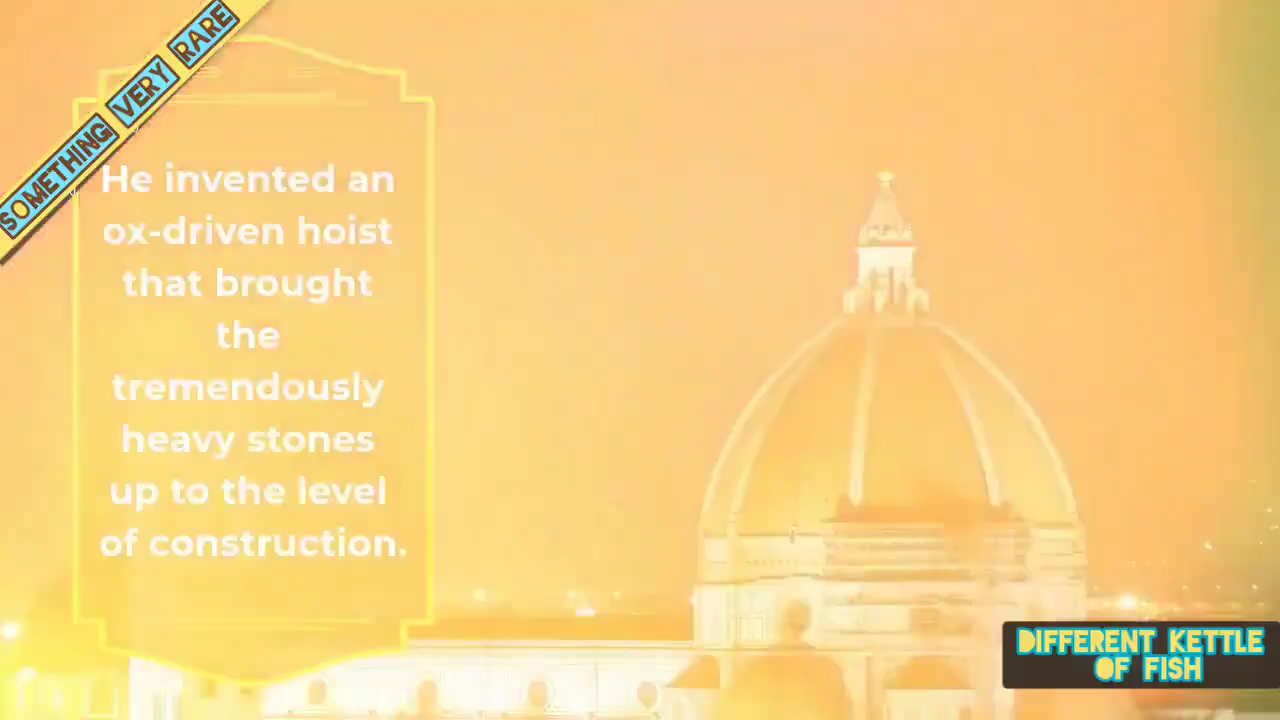 SOMETHING VERY RARE
He invented an
ox-driven hoist
that brought
the
tremendously
heavy stones
up to the level
of construction.
DIFFERENT KETTLE
OF FISH